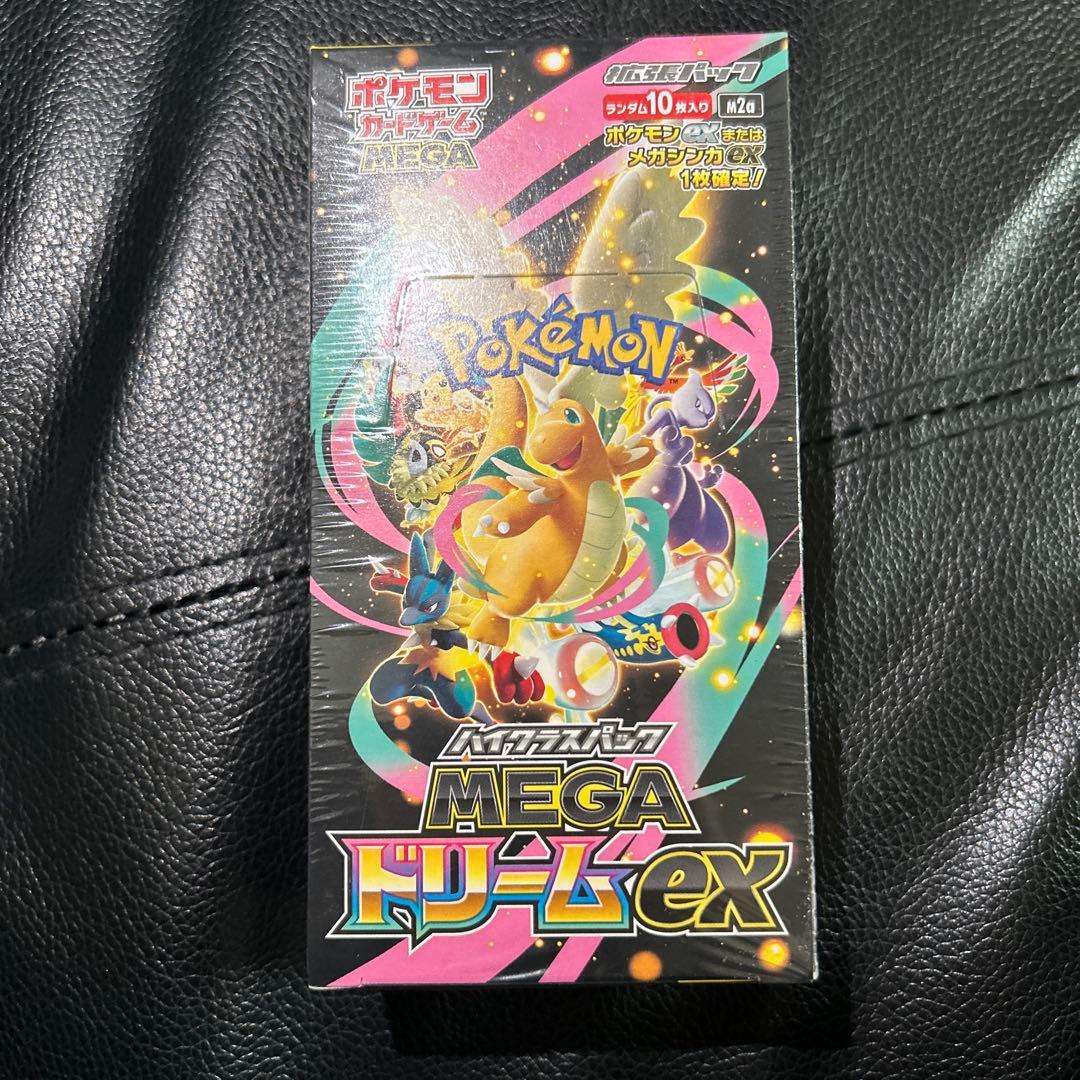 ポケモン
カードゲーム
MEGA
拡張パック
ランダム10枚入り M2a
ポケモンexまたは
メガシンカex
1枚確定!
POKéMON
TM
ハイクラスパック
MEGA
ドリームex